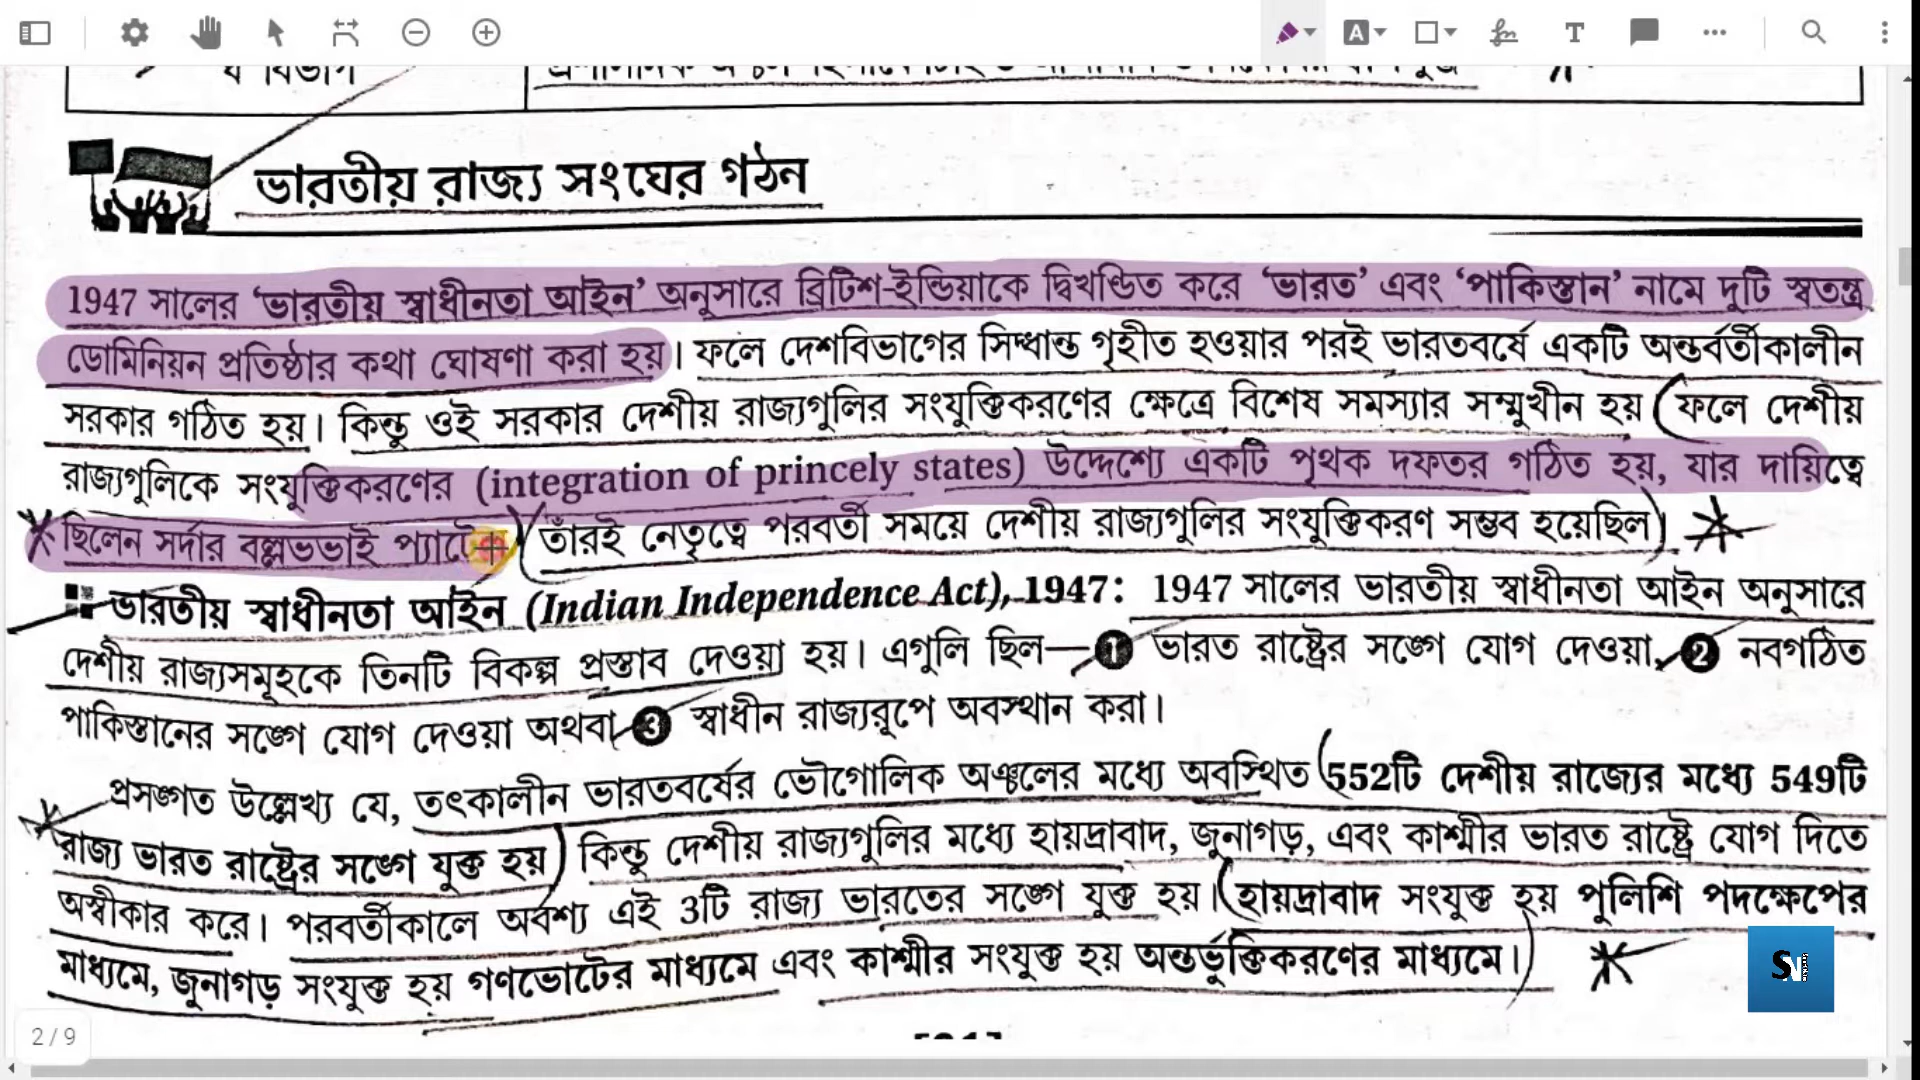 য বিভাগ
ভারতীয় রাজ্য সংঘের গঠন
1947 সালের ‘ভারতীয় স্বাধীনতা আইন’ অনুসারে ব্রিটিশ-ইন্ডিয়াকে দ্বিখণ্ডিত করে ‘ভারত’ এবং ‘পাকিস্তান’ নামে দুটি স্বতন্ত্র
ডোমিনিয়ন প্রতিষ্ঠার কথা ঘোষণা করা হয়। ফলে দেশবিভাগের সিদ্ধান্ত গৃহীত হওয়ার পরই ভারতবর্ষে একটি অন্তর্বর্তীকালীন
সরকার গঠিত হয়। কিন্তু ওই সরকার দেশীয় রাজ্যগুলির সংযুক্তিকরণের ক্ষেত্রে বিশেষ সমস্যার সম্মুখীন হয় ফলে দেশীয়
রাজ্যগুলিকে সংযুক্তিকরণের (integration of princely states) উদ্দেশ্যে একটি পৃথক দফতর গঠিত হয়, যার দায়িত্বে
ছিলেন সর্দার বল্লভভাই তাঁরই নেতৃত্বে পরবর্তী সময়ে দেশীয় রাজ্যগুলির সংযুক্তিকরণ সম্ভব হয়েছিল।
ভারতীয় স্বাধীনতা আইন (Indian Independence Act), 1947: 1947 সালের ভারতীয় স্বাধীনতা আইন অনুসারে
দেশীয় রাজ্যসমূহকে তিনটি বিকল্প প্রস্তাব দেওয়া হয়। এগুলি ছিল— ❶ ভারত রাষ্ট্রের সঙ্গে যোগ দেওয়া, ❷ নবগঠিত
পাকিস্তানের সঙ্গে যোগ দেওয়া অথবা ❸ স্বাধীন রাজ্যরূপে অবস্থান করা।
প্রসঙ্গত উল্লেখ্য যে, তৎকালীন ভারতবর্ষের ভৌগোলিক অঞ্চলের মধ্যে অবস্থিত 552টি দেশীয় রাজ্যের মধ্যে 549টি
রাজ্য ভারত রাষ্ট্রের সঙ্গে যুক্ত হয়) কিন্তু দেশীয় রাজ্যগুলির মধ্যে হায়দ্রাবাদ, জুনাগড়, এবং কাশ্মীর ভারত রাষ্ট্রে যোগ দিতে
অস্বীকার করে। পরবর্তীকালে অবশ্য এই 3টি রাজ্য ভারতের সঙ্গে যুক্ত হয়। হায়দ্রাবাদ সংযুক্ত হয় পুলিশি পদক্ষেপের
মাধ্যমে, জুনাগড় সংযুক্ত হয় গণভোটের মাধ্যমে এবং কাশ্মীর সংযুক্ত হয় অন্তর্ভুক্তিকরণের মাধ্যমে।
2 / 9